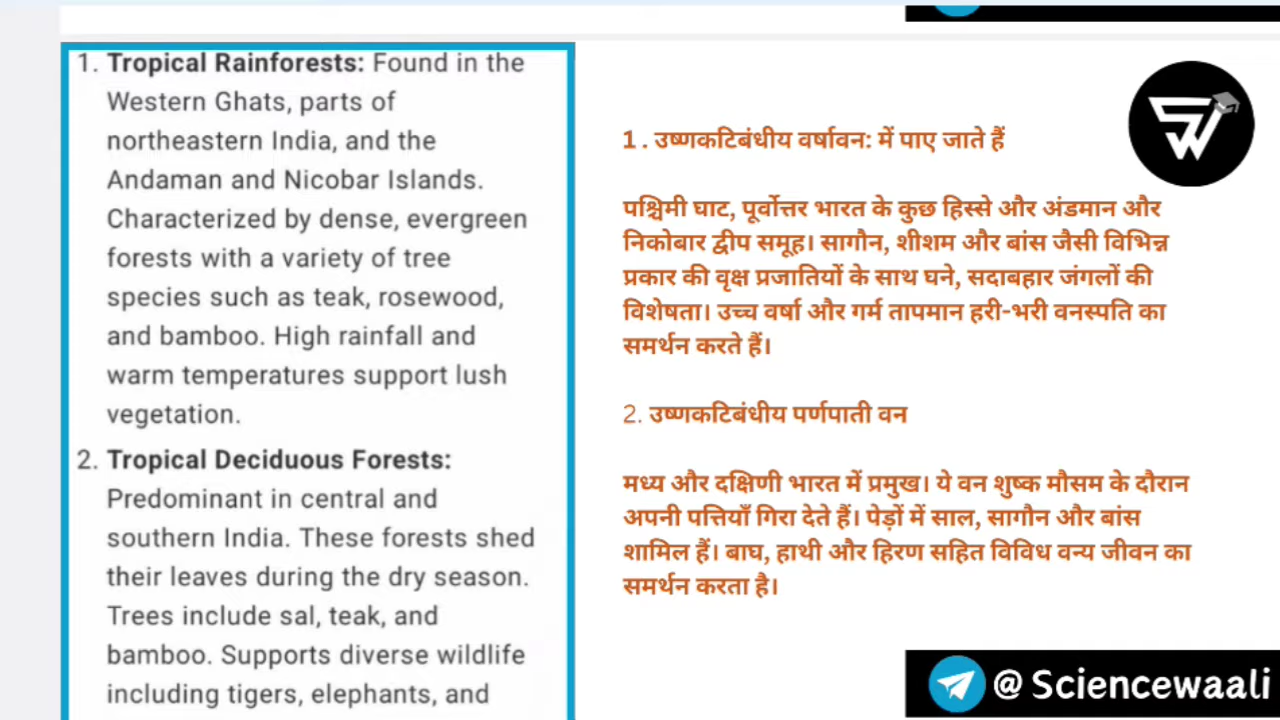 1. Tropical Rainforests: Found in the
Western Ghats, parts of
northeastern India, and the
Andaman and Nicobar Islands.
Characterized by dense, evergreen
forests with a variety of tree
species such as teak, rosewood,
and bamboo. High rainfall and
warm temperatures support lush
vegetation.
2. Tropical Deciduous Forests:
Predominant in central and
southern India. These forests shed
their leaves during the dry season.
Trees include sal, teak, and
bamboo. Supports diverse wildlife
including tigers, elephants, and
1 . उष्णकटिबंधीय वर्षावन: में पाए जाते हैं
पश्चिमी घाट, पूर्वोत्तर भारत के कुछ हिस्से और अंडमान और
निकोबार द्वीप समूह। सागौन, शीशम और बांस जैसी विभिन्न
प्रकार की वृक्ष प्रजातियों के साथ घने, सदाबहार जंगलों की
विशेषता। उच्च वर्षा और गर्म तापमान हरी-भरी वनस्पति का
समर्थन करते हैं।
2. उष्णकटिबंधीय पर्णपाती वन
मध्य और दक्षिणी भारत में प्रमुख। ये वन शुष्क मौसम के दौरान
अपनी पत्तियाँ गिरा देते हैं। पेड़ों में साल, सागौन और बांस
शामिल हैं। बाघ, हाथी और हिरण सहित विविध वन्य जीवन का
समर्थन करता है।
SW
@ Sciencewaali